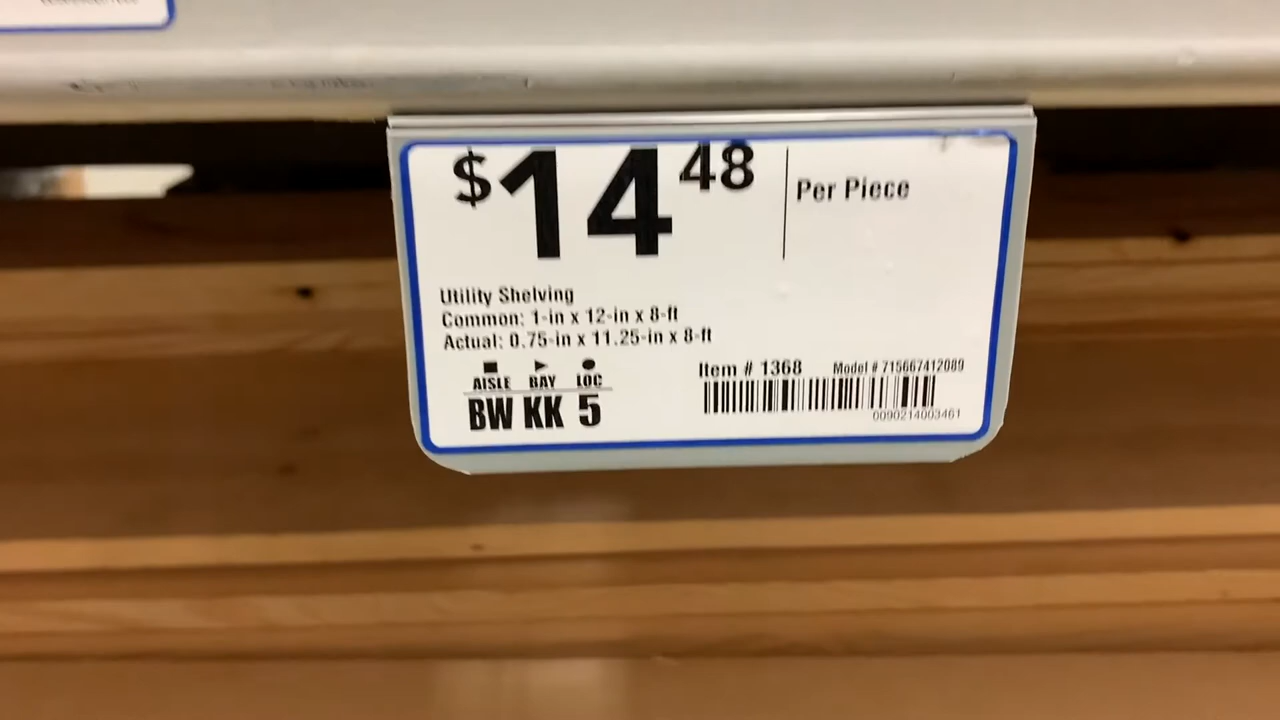 $14 48
Per Piece
Utility Shelving
Common: 1-in x 12-in x 8-ft
Actual: 0.75-in x 11.25-in x 8-ft
AISLE BAY LOC
BW KK 5
Item # 1368 Model # 715667412089
0090214003461